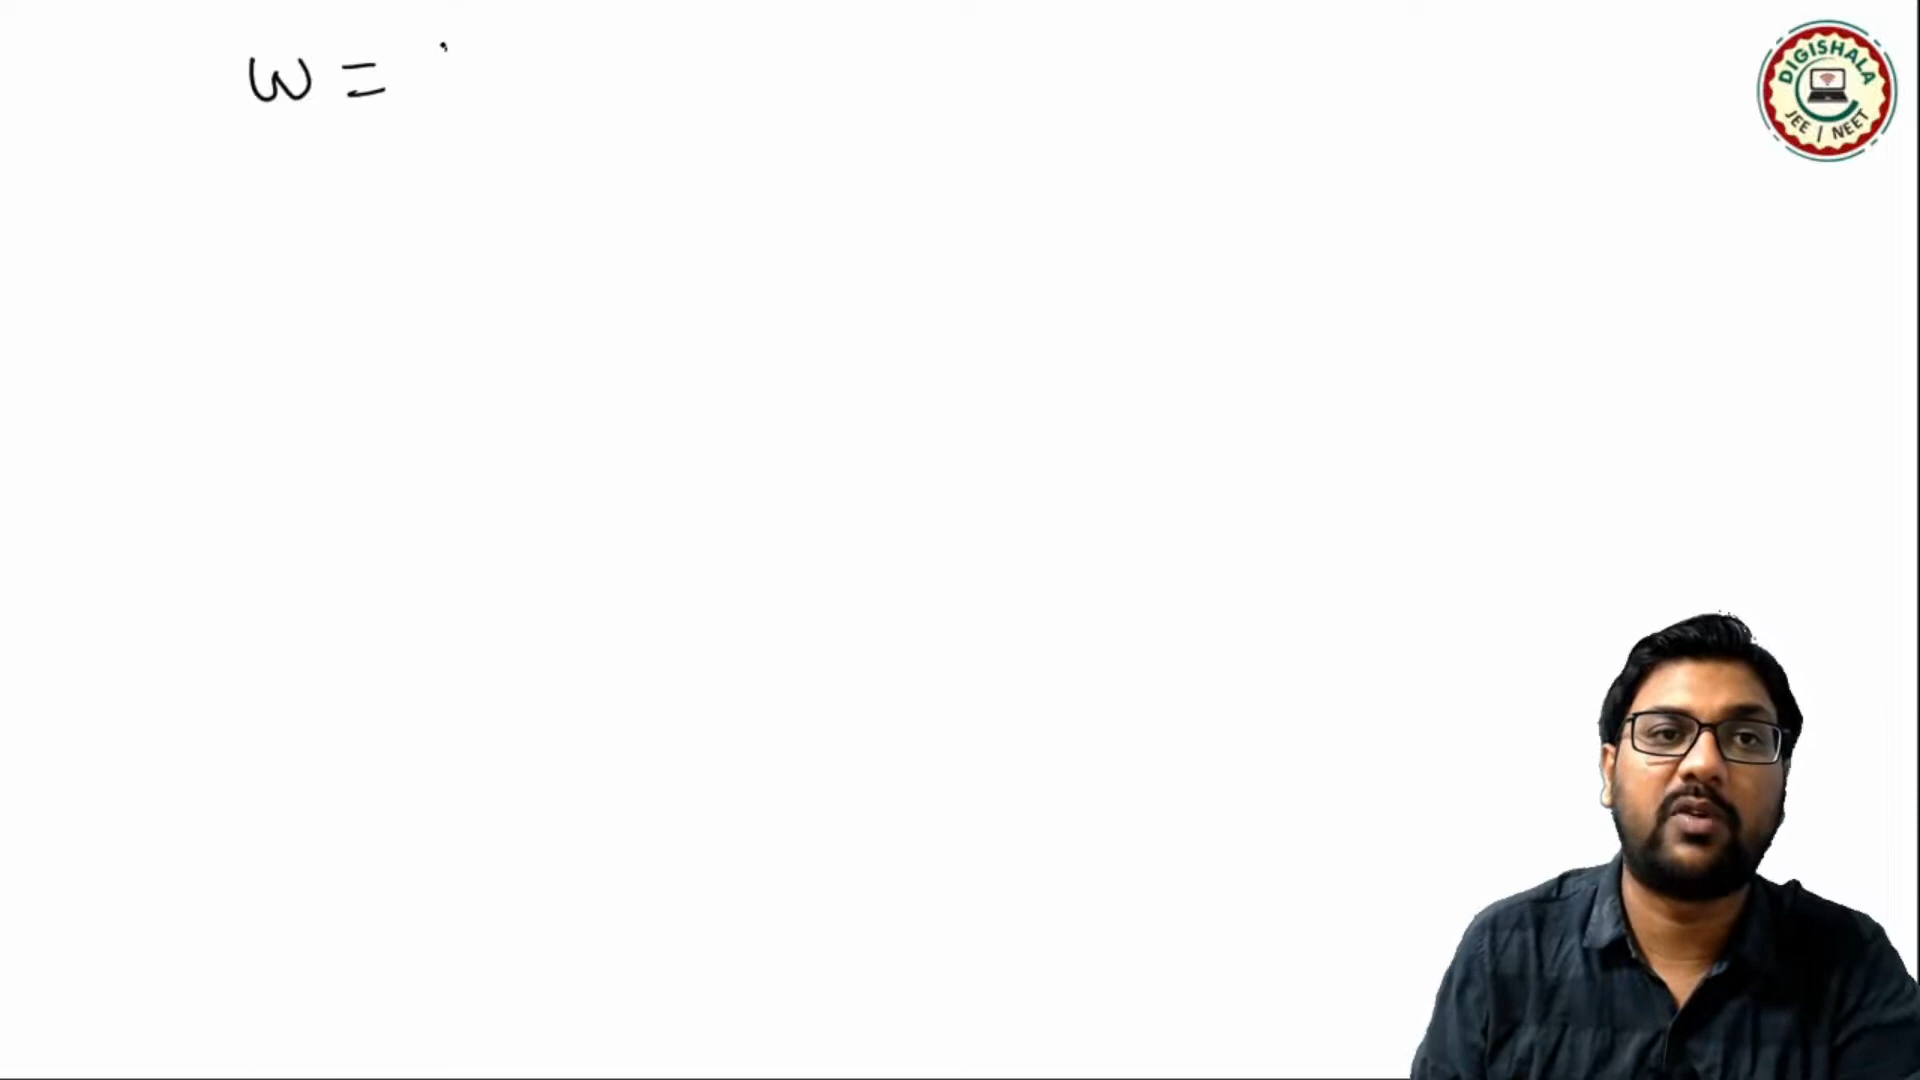 ω =
DIGISHALA
JEE | NEET